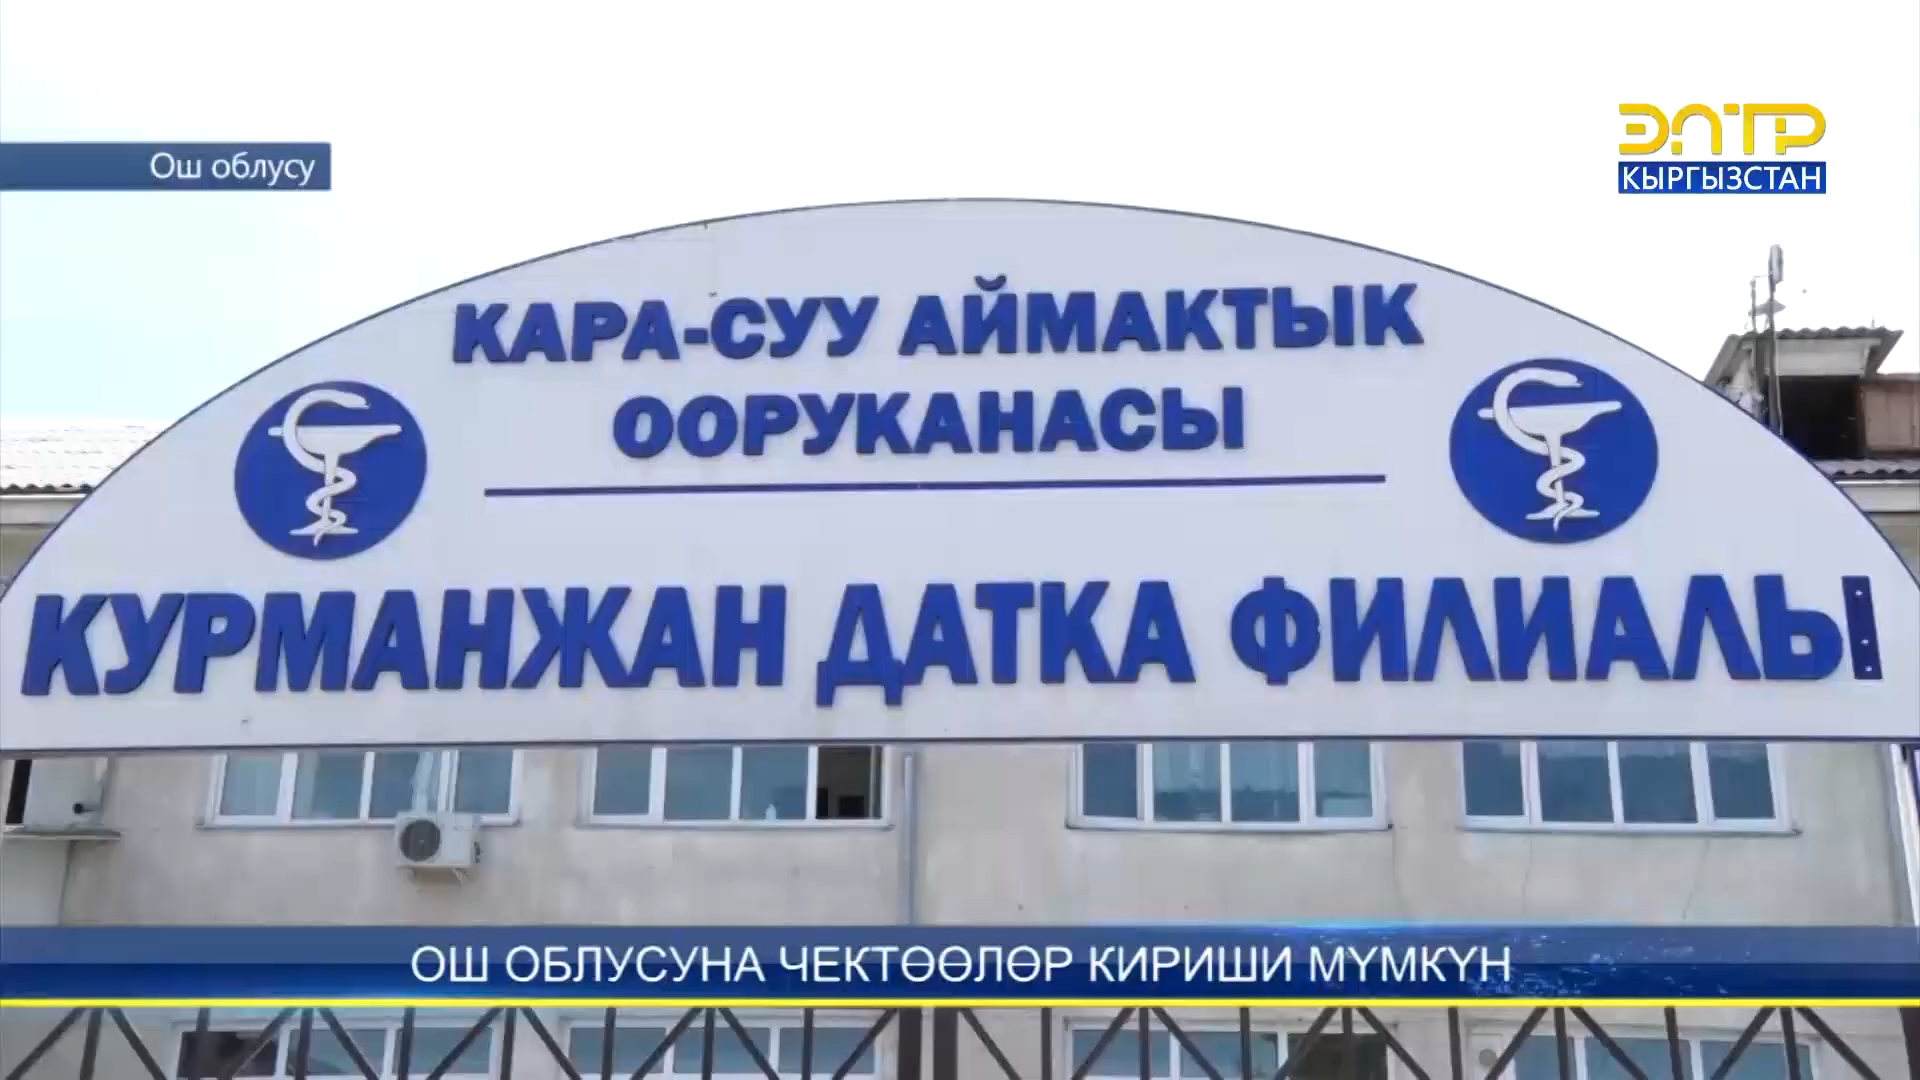 Ош облусу
ЭЛТР
КЫРГЫЗСТАН
КАРА-СУУ АЙМАКТЫК
ООРУКАНАСЫ
КУРМАНЖАН ДАТКА ФИЛИАЛЫ
ОШ ОБЛУСУНА ЧЕКТӨӨЛӨР КИРИШИ МҮМКҮН